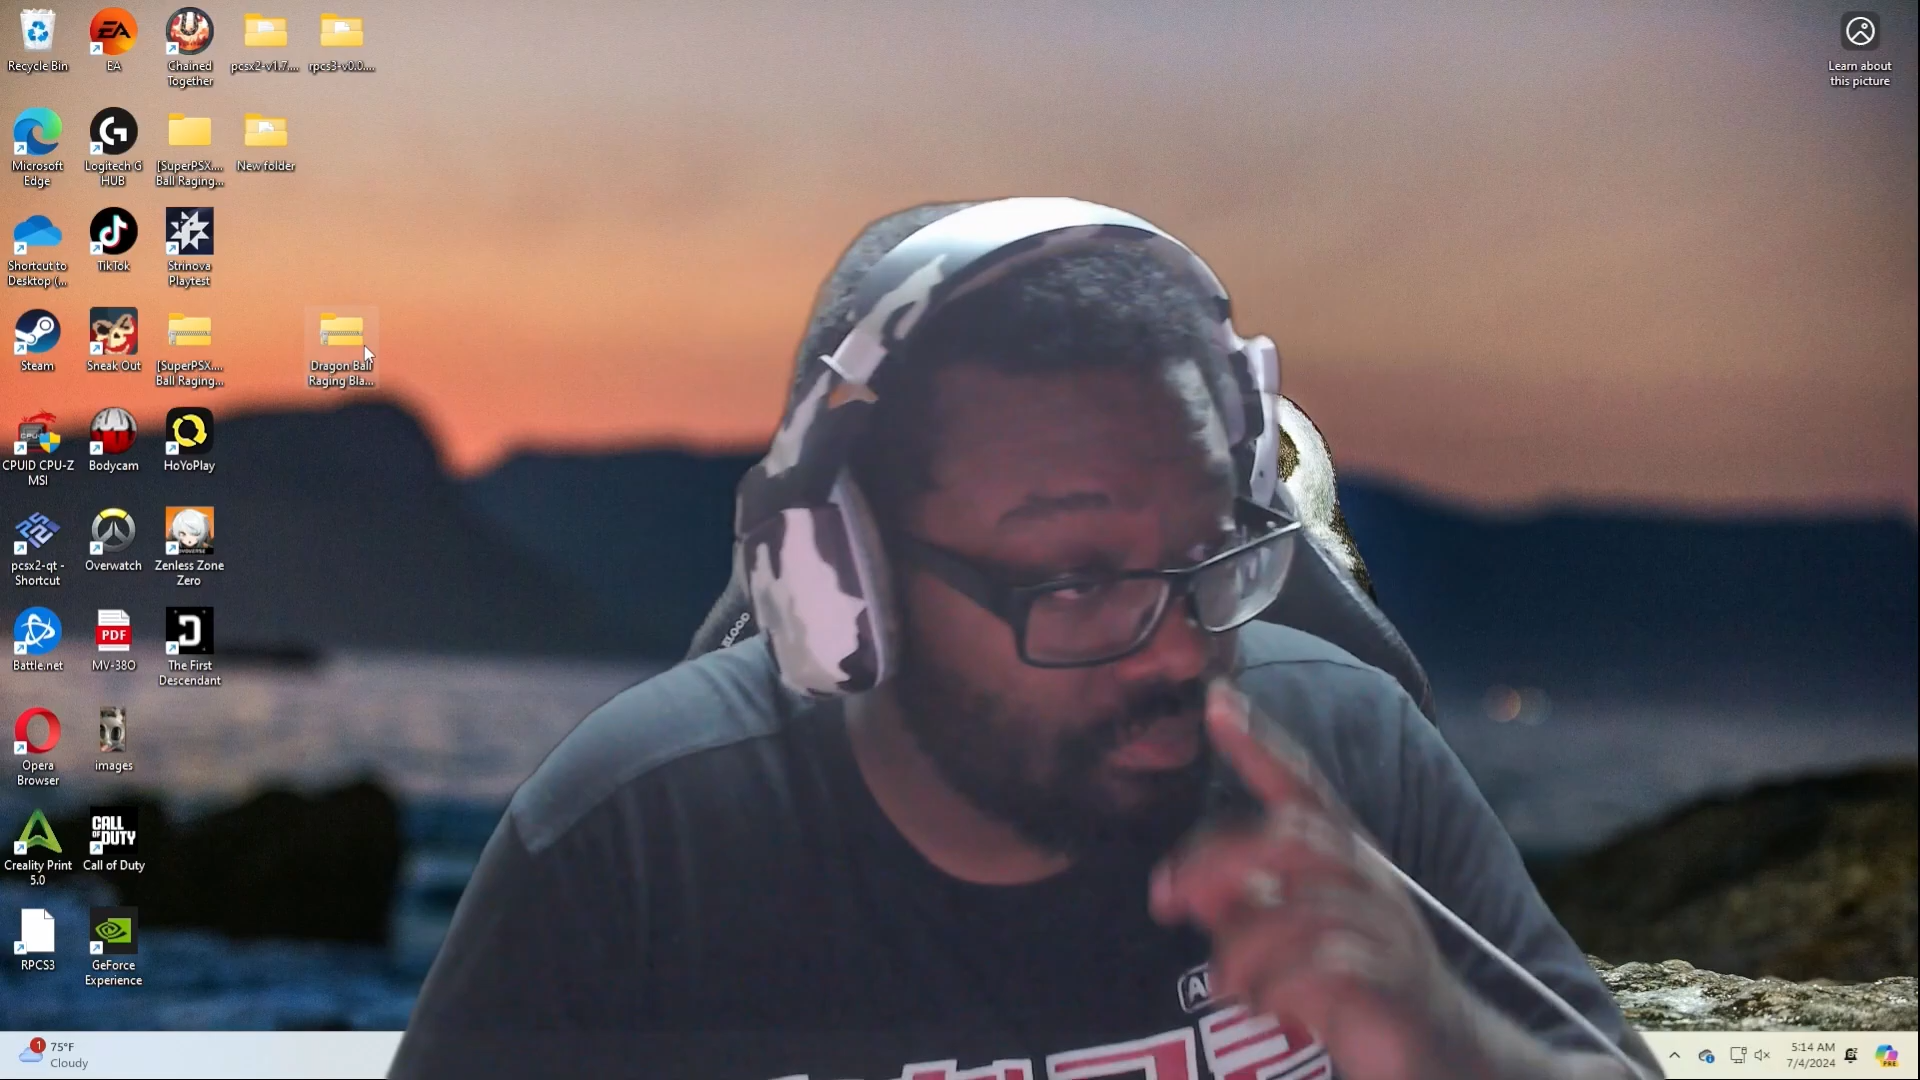 Recycle Bin
EA
EA
Chained
Together
pcsx2-v1.7....
rpcs3-v0.0....
Learn about
this picture
Microsoft
Edge
Logitech G
HUB
[SuperPSX....
Ball Raging...
New folder
Shortcut to
Desktop (...
TikTok
Strinova
Playtest
Steam
Sneak Out
[SuperPSX....
Ball Raging...
Dragon Ball
Raging Bla...
CPUID CPU-Z
MSI
Bodycam
HoYoPlay
pcsx2-qt -
Shortcut
Overwatch
Zenless Zone
Zero
Battle.net
PDF
MV-380
The First
Descendant
Opera
Browser
images
Creality Print
5.0
CALL
OF DUTY
Call of Duty
RPCS3
GeForce
Experience
1
75°F
Cloudy
5:14 AM
7/4/2024
PRE